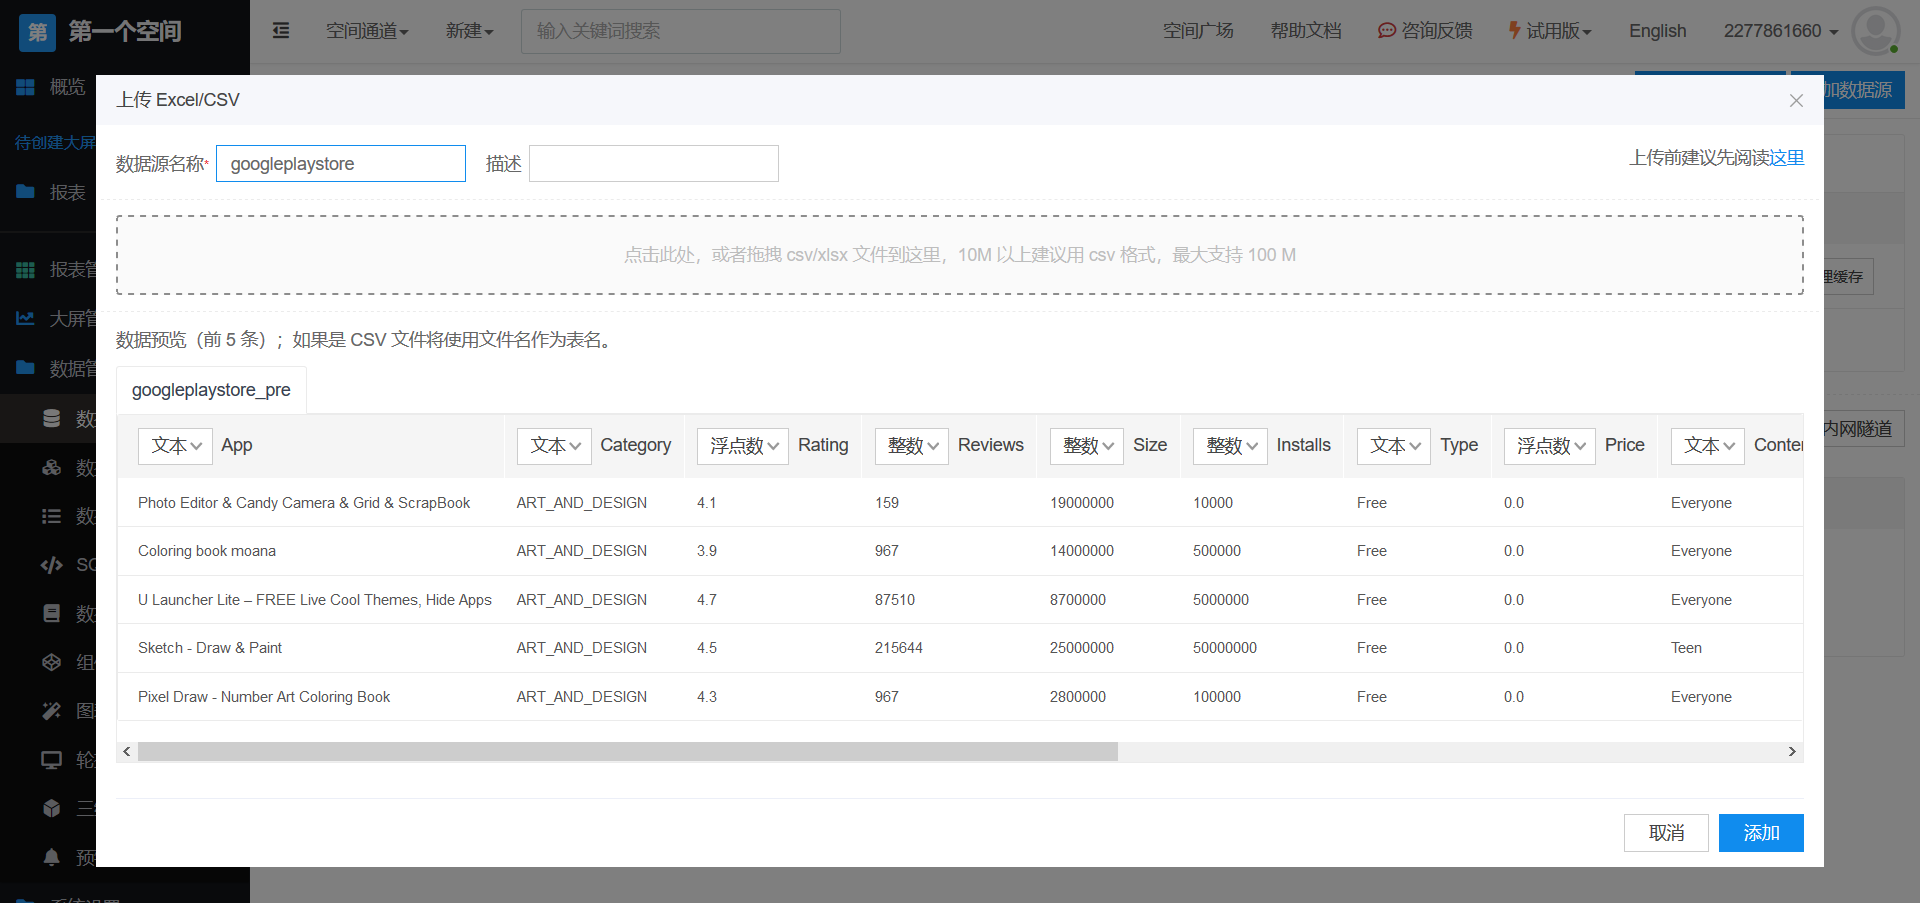 第 第一个空间
空间通道 新建 输入关键词搜索 空间广场 帮助文档 咨询反馈 试用版 English 2277861660
概览
待创建大屏
报表
报表管
大屏管
数据管
数
数
数
SQ
数
组
图
轮
三
预
加数据源
理缓存
内网隧道
上传 Excel/CSV
数据源名称* googleplaystore 描述 上传前建议先阅读这里
点击此处，或者拖拽 csv/xlsx 文件到这里，10M 以上建议用 csv 格式，最大支持 100 M
数据预览（前 5 条）；如果是 CSV 文件将使用文件名作为表名。
googleplaystore_pre
文本 App 文本 Category 浮点数 Rating 整数 Reviews 整数 Size 整数 Installs 文本 Type 浮点数 Price 文本 Conter
Photo Editor & Candy Camera & Grid & ScrapBook ART_AND_DESIGN 4.1 159 19000000 10000 Free 0.0 Everyone
Coloring book moana ART_AND_DESIGN 3.9 967 14000000 500000 Free 0.0 Everyone
U Launcher Lite – FREE Live Cool Themes, Hide Apps ART_AND_DESIGN 4.7 87510 8700000 5000000 Free 0.0 Everyone
Sketch - Draw & Paint ART_AND_DESIGN 4.5 215644 25000000 50000000 Free 0.0 Teen
Pixel Draw - Number Art Coloring Book ART_AND_DESIGN 4.3 967 2800000 100000 Free 0.0 Everyone
取消 添加